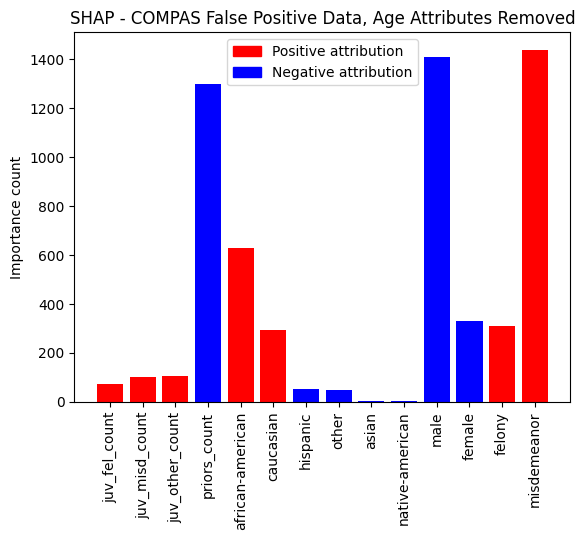 SHAP - COMPAS False Positive Data, Age Attributes Removed
Positive attribution
Negative attribution
Importance count
1400
1200
1000
800
600
400
200
0
juv_fel_count
juv_misd_count
juv_other_count
priors_count
african-american
caucasian
hispanic
other
asian
native-american
male
female
felony
misdemeanor